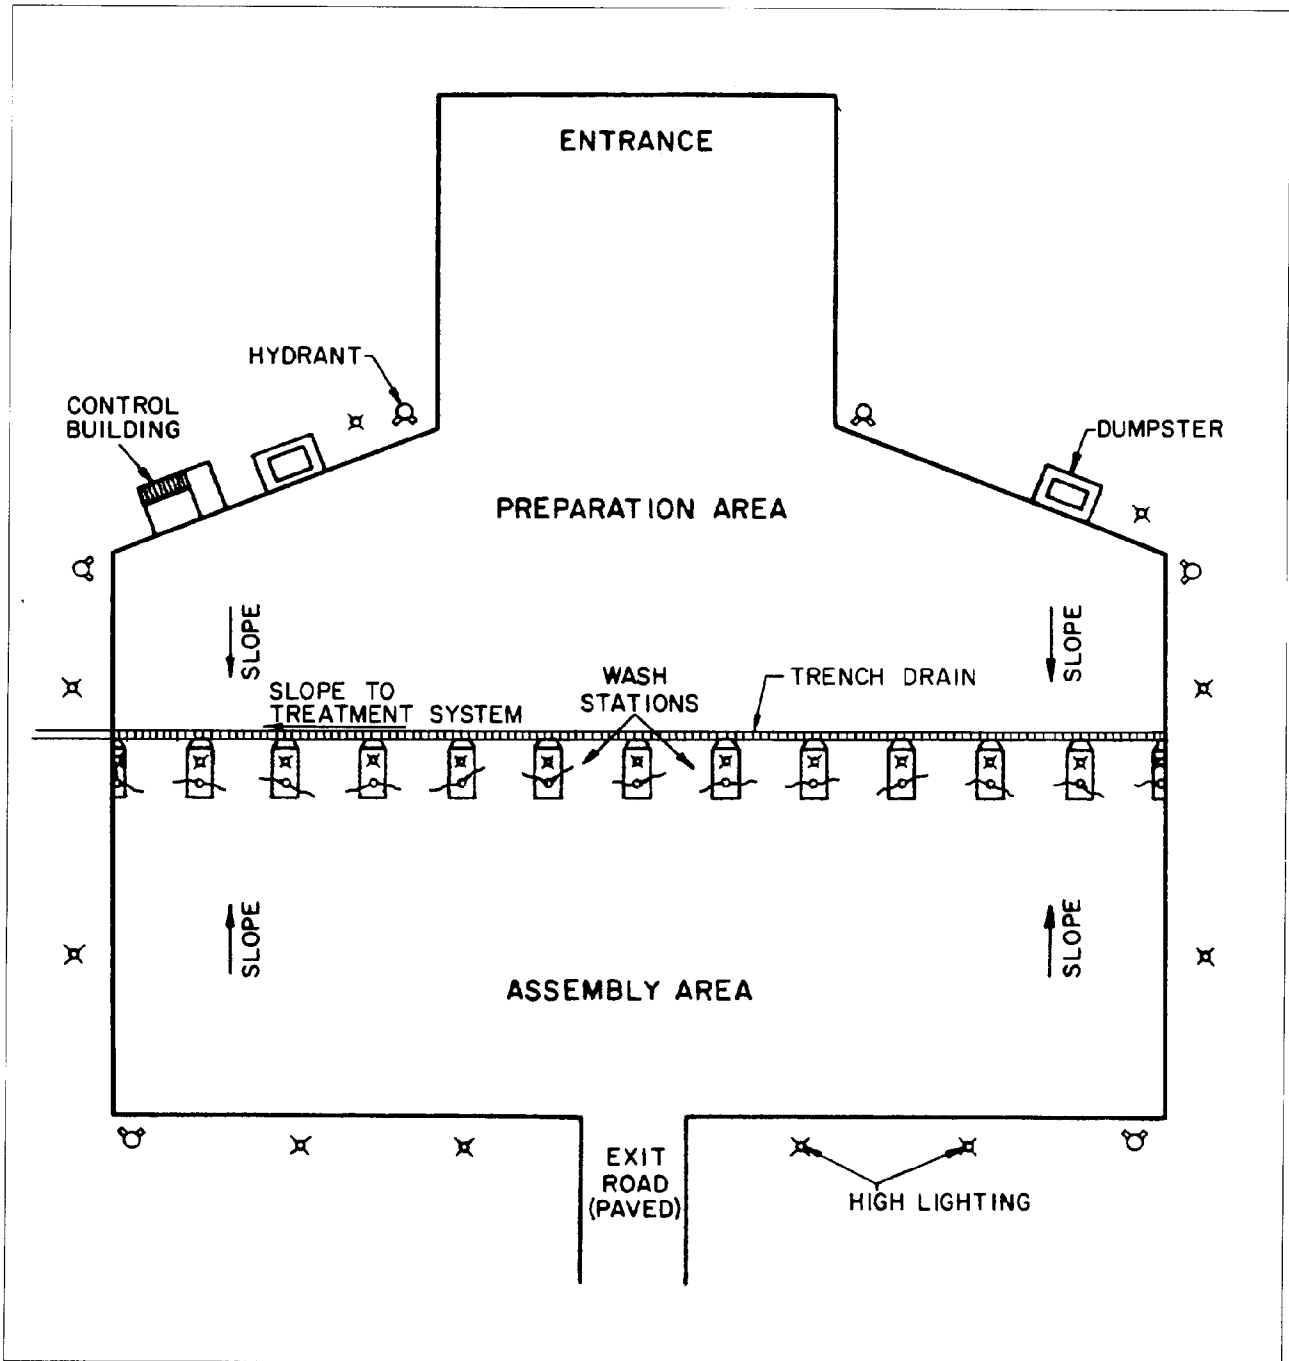 ENTRANCE
HYDRANT
CONTROL
BUILDING
DUMPSTER
PREPARATION AREA
SLOPE
SLOPE
WASH
STATIONS
TRENCH DRAIN
SLOPE TO
TREATMENT SYSTEM
SLOPE
SLOPE
ASSEMBLY AREA
EXIT
ROAD
(PAVED)
HIGH LIGHTING